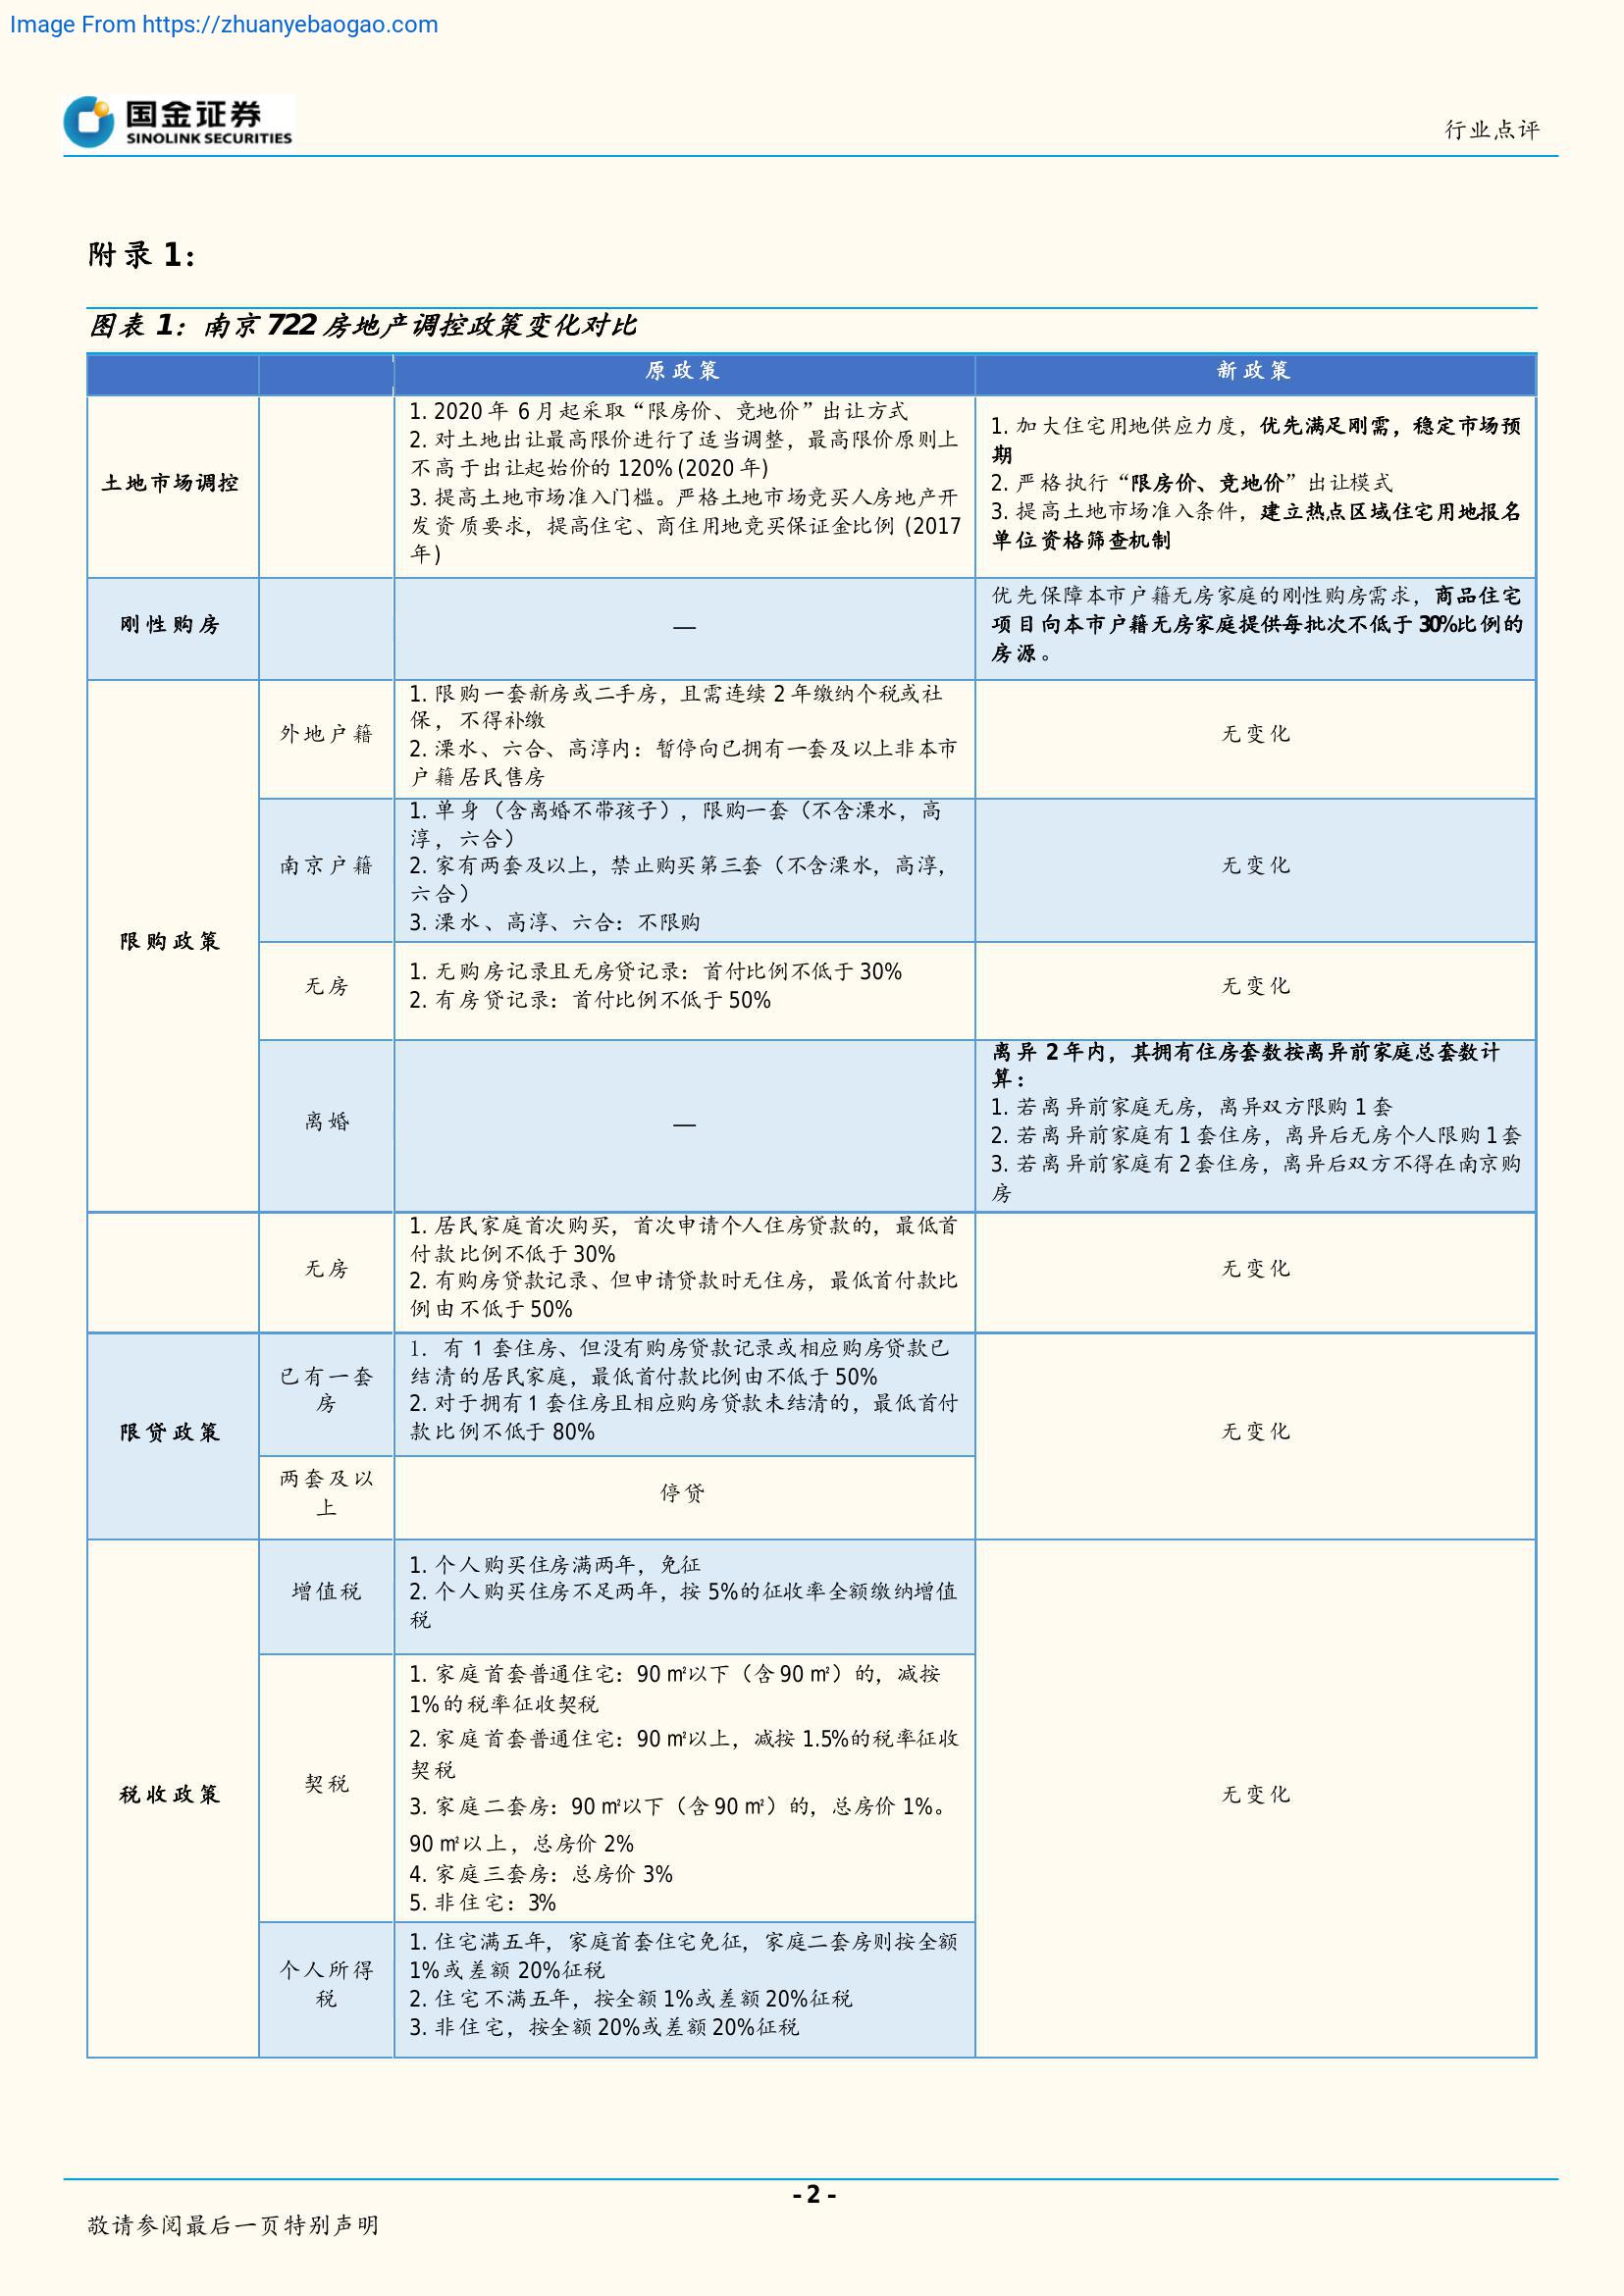 Image From https://zhuanyebaogao.com
国金证券
SINOLINK SECURITIES
行业点评
附录 1：
图表 1：南京 722 房地产调控政策变化对比
原政策
新政策
土地市场调控
1. 2020 年 6 月起采取“限房价、竞地价”出让方式
2. 对土地出让最高限价进行了适当调整，最高限价原则上
不高于出让起始价的 120% (2020 年)
3. 提高土地市场准入门槛。严格土地市场竞买人房地产开
发资质要求，提高住宅、商住用地竞买保证金比例 (2017
年)
1. 加大住宅用地供应力度，优先满足刚需，稳定市场预
期
2. 严格执行“限房价、竞地价”出让模式
3. 提高土地市场准入条件，建立热点区域住宅用地报名
单位资格筛查机制
刚性购房
—
优先保障本市户籍无房家庭的刚性购房需求，商品住宅
项目向本市户籍无房家庭提供每批次不低于 30%比例的
房源。
限购政策
外地户籍
1. 限购一套新房或二手房，且需连续 2 年缴纳个税或社
保，不得补缴
2. 溧水、六合、高淳内：暂停向已拥有一套及以上非本市
户籍居民售房
无变化
南京户籍
1. 单身（含离婚不带孩子），限购一套（不含溧水，高
淳，六合）
2. 家有两套及以上，禁止购买第三套（不含溧水，高淳，
六合）
3. 溧水、高淳、六合：不限购
无变化
无房
1. 无购房记录且无房贷记录：首付比例不低于 30%
2. 有房贷记录：首付比例不低于 50%
无变化
离婚
—
离异 2 年内，其拥有住房套数按离异前家庭总套数计
算：
1. 若离异前家庭无房，离异双方限购 1 套
2. 若离异前家庭有 1 套住房，离异后无房个人限购 1 套
3. 若离异前家庭有 2 套住房，离异后双方不得在南京购
房
无房
1. 居民家庭首次购买，首次申请个人住房贷款的，最低首
付款比例不低于 30%
2. 有购房贷款记录、但申请贷款时无住房，最低首付款比
例由不低于 50%
无变化
限贷政策
已有一套
房
1. 有 1 套住房、但没有购房贷款记录或相应购房贷款已
结清的居民家庭，最低首付款比例由不低于 50%
2. 对于拥有 1 套住房且相应购房贷款未结清的，最低首付
款比例不低于 80%
无变化
两套及以
上
停贷
税收政策
增值税
1. 个人购买住房满两年，免征
2. 个人购买住房不足两年，按 5%的征收率全额缴纳增值
税
无变化
契税
1. 家庭首套普通住宅：90 ㎡以下（含 90 ㎡）的，减按
1%的税率征收契税
2. 家庭首套普通住宅：90 ㎡以上，减按 1.5%的税率征收
契税
3. 家庭二套房：90 ㎡以下（含 90 ㎡）的，总房价 1%。
90 ㎡以上，总房价 2%
4. 家庭三套房：总房价 3%
5. 非住宅：3%
个人所得
税
1. 住宅满五年，家庭首套住宅免征，家庭二套房则按全额
1%或差额 20%征税
2. 住宅不满五年，按全额 1%或差额 20%征税
3. 非住宅，按全额 20%或差额 20%征税
- 2 -
敬请参阅最后一页特别声明